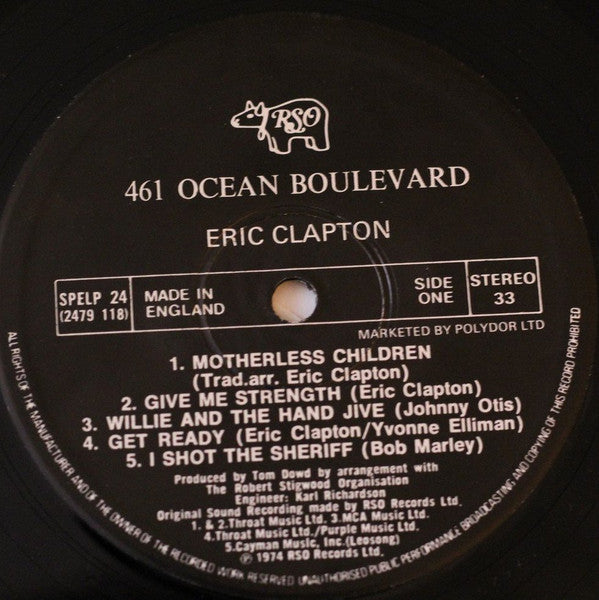 RSO
461 OCEAN BOULEVARD
ERIC CLAPTON
SPELP 24
(2479 118)
MADE IN
ENGLAND
SIDE
ONE
STEREO
33
MARKETED BY POLYDOR LTD
1. MOTHERLESS CHILDREN
(Trad.arr. Eric Clapton)
2. GIVE ME STRENGTH (Eric Clapton)
3. WILLIE AND THE HAND JIVE (Johnny Otis)
4. GET READY (Eric Clapton/Yvonne Elliman)
5. I SHOT THE SHERIFF (Bob Marley)
Produced by Tom Dowd by arrangement with
The Robert Stigwood Organisation
Engineer: Karl Richardson
Original Sound Recording made by RSO Records Ltd.
1. & 2.Throat Music Ltd. 3.MCA Music Ltd.
4.Throat Music Ltd./Purple Music Ltd.
5.Cayman Music, Inc.(Leosong)
℗ 1974 RSO Records Ltd.
ALL RIGHTS OF THE MANUFACTURER AND OF THE OWNER OF THE RECORDED WORK RESERVED UNAUTHORISED PUBLIC PERFORMANCE BROADCASTING AND COPYING OF THIS RECORD PROHIBITED